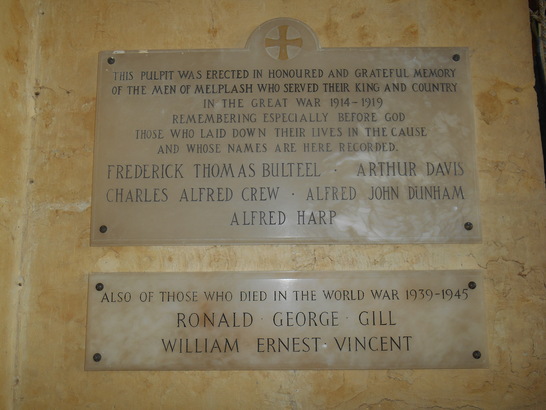 THIS PULPIT WAS ERECTED IN HONOURED AND GRATEFUL MEMORY
OF THE MEN OF MELPLASH WHO SERVED THEIR KING AND COUNTRY
IN THE GREAT WAR 1914-1919
REMEMBERING ESPECIALLY BEFORE GOD
THOSE WHO LAID DOWN THEIR LIVES IN THE CAUSE
AND WHOSE NAMES ARE HERE RECORDED.
FREDERICK THOMAS BULTEEL · ARTHUR DAVIS
CHARLES ALFRED CREW · ALFRED JOHN DUNHAM
ALFRED HARP
ALSO OF THOSE WHO DIED IN THE WORLD WAR 1939-1945
RONALD · GEORGE · GILL
WILLIAM · ERNEST · VINCENT